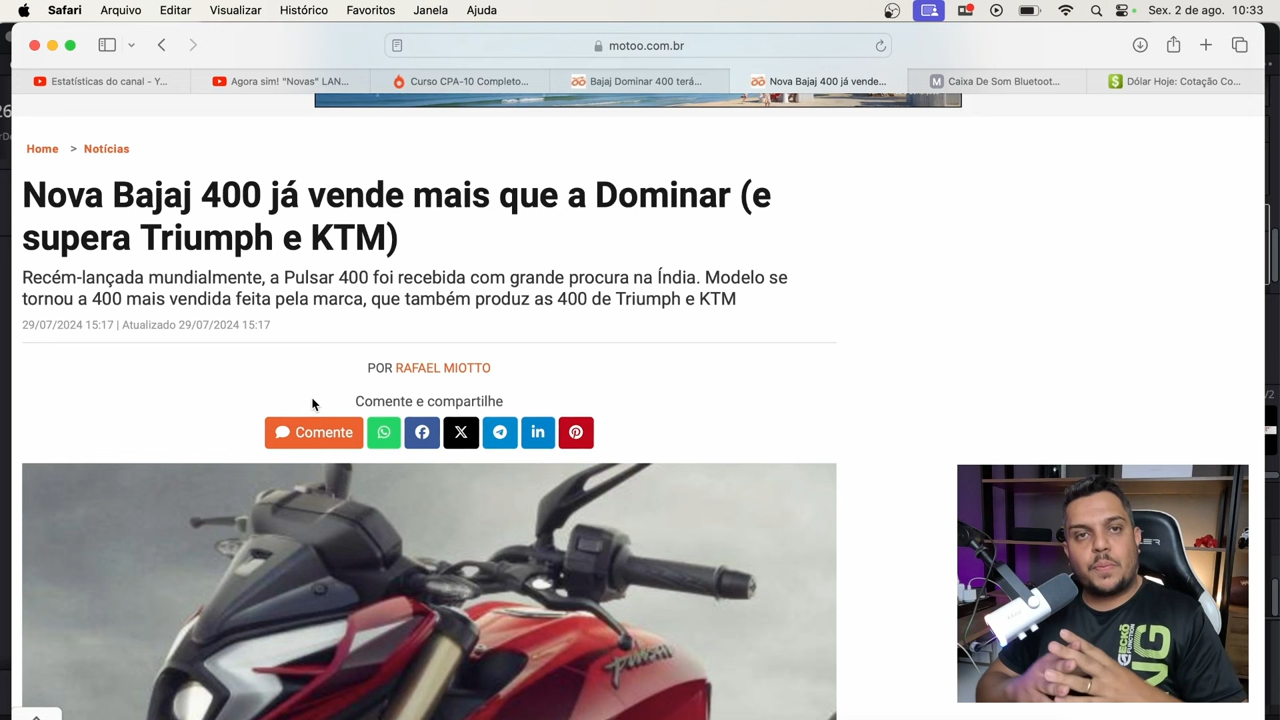 Safari Arquivo Editar Visualizar Histórico Favoritos Janela Ajuda
Sex. 2 de ago. 10:33
motoo.com.br
Estatísticas do canal - Y...
Agora sim! "Novas" LAN...
Curso CPA-10 Completo...
Bajaj Dominar 400 terá...
Nova Bajaj 400 já vende...
Caixa De Som Bluetoot...
Dólar Hoje: Cotação Co...
Home > Notícias
Nova Bajaj 400 já vende mais que a Dominar (e
supera Triumph e KTM)
Recém-lançada mundialmente, a Pulsar 400 foi recebida com grande procura na Índia. Modelo se
tornou a 400 mais vendida feita pela marca, que também produz as 400 de Triumph e KTM
29/07/2024 15:17 | Atualizado 29/07/2024 15:17
POR RAFAEL MIOTTO
Comente e compartilhe
Comente
pulsar
GECKO
FUNCTION
NG